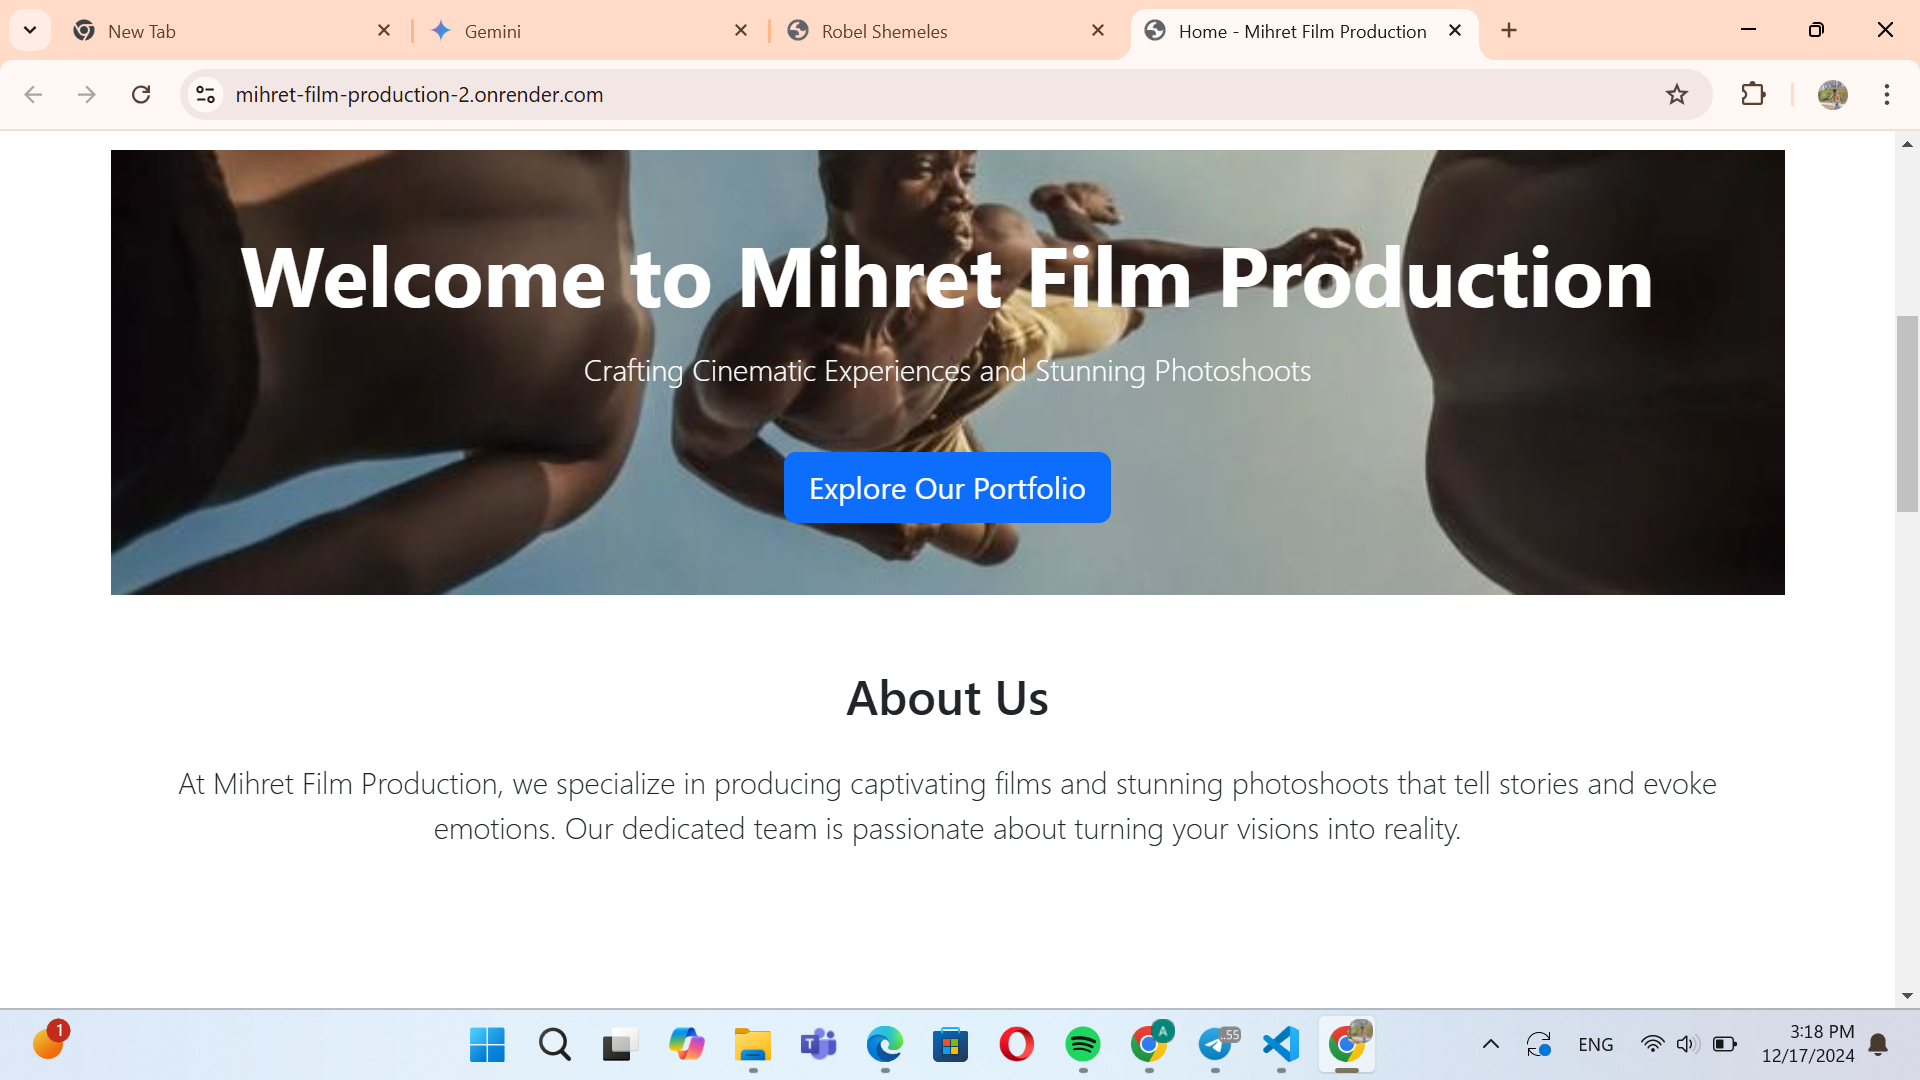 New Tab
Gemini
Robel Shemeles
Home - Mihret Film Production
mihret-film-production-2.onrender.com
Welcome to Mihret Film Production
Crafting Cinematic Experiences and Stunning Photoshoots
Explore Our Portfolio
About Us
At Mihret Film Production, we specialize in producing captivating films and stunning photoshoots that tell stories and evoke
emotions. Our dedicated team is passionate about turning your visions into reality.
1
A
..55
ENG
3:18 PM
12/17/2024